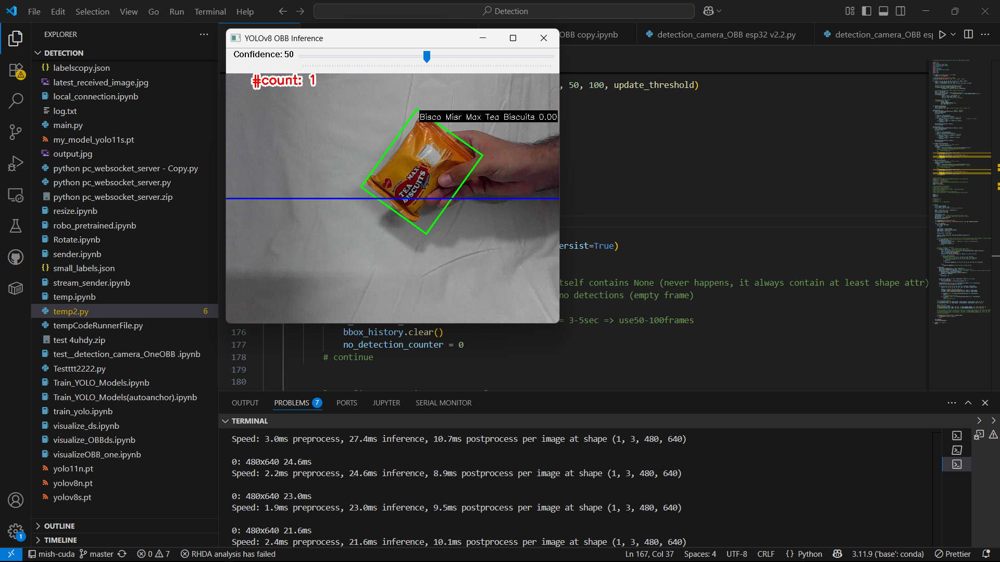 File Edit Selection View Go Run Terminal Help
Detection
EXPLORER
DETECTION
labelscopy.json
latest_received_image.jpg
local_connection.ipynb
log.txt
main.py
my_model_yolo11s.pt
output.jpg
python pc_websocket_server - Copy.py
python pc_websocket_server.py
python pc_websocket_server.zip
resize.ipynb
robo_pretrained.ipynb
Rotate.ipynb
sender.ipynb
small_labels.json
stream_sender.ipynb
temp.ipynb
temp2.py 6
tempCodeRunnerFile.py
test 4uhdy.zip
test__detection_camera_OneOBB .ipynb
Testttt2222.py
Train_YOLO_Models.ipynb
Train_YOLO_Models(autoanchor).ipynb
train_yolo.ipynb
visualize_ds.ipynb
visualize_OBBds.ipynb
visualizeOBB_one.ipynb
yolo11n.pt
yolov8n.pt
yolov8s.pt
OUTLINE
TIMELINE
OBB copy.ipynb
detection_camera_OBB esp32 v2.2.py
detection_camera_OBB es
YOLOv8 OBB Inference
Confidence: 50
#count: 1
Bisco Misr Max Tea Biscuits 0.00
TEA MAX
BISCUITS
, 50, 100, update_threshold)
ersist=True)
tself contains None (never happens, it always contain at least shape attr)
no detections (empty frame)
= 3-5sec => use50-100frames
176 bbox_history.clear()
177 no_detection_counter = 0
178 # continue
179
180
OUTPUT PROBLEMS 7 PORTS JUPYTER SERIAL MONITOR
TERMINAL
Speed: 3.0ms preprocess, 27.4ms inference, 10.7ms postprocess per image at shape (1, 3, 480, 640)
0: 480x640 24.6ms
Speed: 2.2ms preprocess, 24.6ms inference, 8.9ms postprocess per image at shape (1, 3, 480, 640)
0: 480x640 23.0ms
Speed: 1.9ms preprocess, 23.0ms inference, 9.5ms postprocess per image at shape (1, 3, 480, 640)
0: 480x640 21.6ms
Speed: 2.4ms preprocess, 21.6ms inference, 10.1ms postprocess per image at shape (1, 3, 480, 640)
1
mish-cuda master 0 7 RHDA analysis has failed
Ln 167, Col 37 Spaces: 4 UTF-8 CRLF {} Python 3.11.9 ('base': conda) Prettier